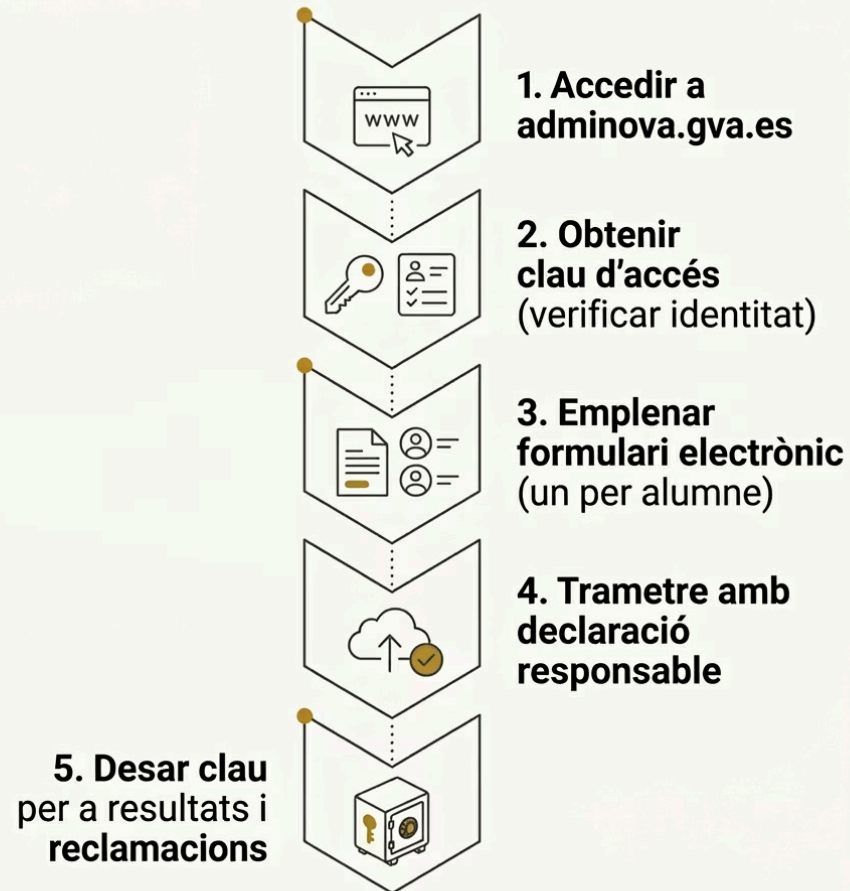 1. Accedir a
adminova.gva.es
WWW
2. Obtenir
clau d’accés
(verificar identitat)
3. Emplenar
formulari electrònic
(un per alumne)
4. Trametre amb
declaració
responsable
5. Desar clau
per a resultats i
reclamacions